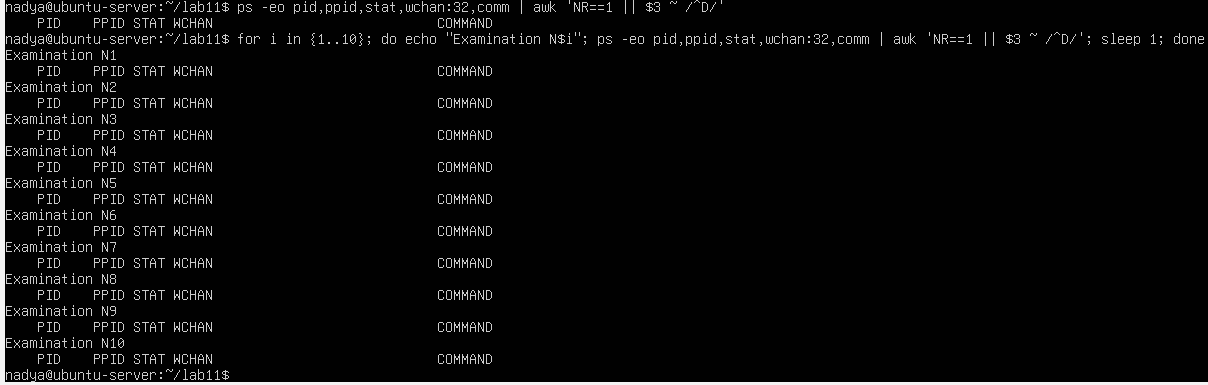 nadya@ubuntu-server:~/lab11$ ps -eo pid,ppid,stat,wchan:32,comm | awk 'NR==1 || $3 ~ /^D/'
    PID    PPID STAT WCHAN                            COMMAND
nadya@ubuntu-server:~/lab11$ for i in {1..10}; do echo "Examination N$i"; ps -eo pid,ppid,stat,wchan:32,comm | awk 'NR==1 || $3 ~ /^D/'; sleep 1; done
Examination N1
    PID    PPID STAT WCHAN                            COMMAND
Examination N2
    PID    PPID STAT WCHAN                            COMMAND
Examination N3
    PID    PPID STAT WCHAN                            COMMAND
Examination N4
    PID    PPID STAT WCHAN                            COMMAND
Examination N5
    PID    PPID STAT WCHAN                            COMMAND
Examination N6
    PID    PPID STAT WCHAN                            COMMAND
Examination N7
    PID    PPID STAT WCHAN                            COMMAND
Examination N8
    PID    PPID STAT WCHAN                            COMMAND
Examination N9
    PID    PPID STAT WCHAN                            COMMAND
Examination N10
    PID    PPID STAT WCHAN                            COMMAND
nadya@ubuntu-server:~/lab11$